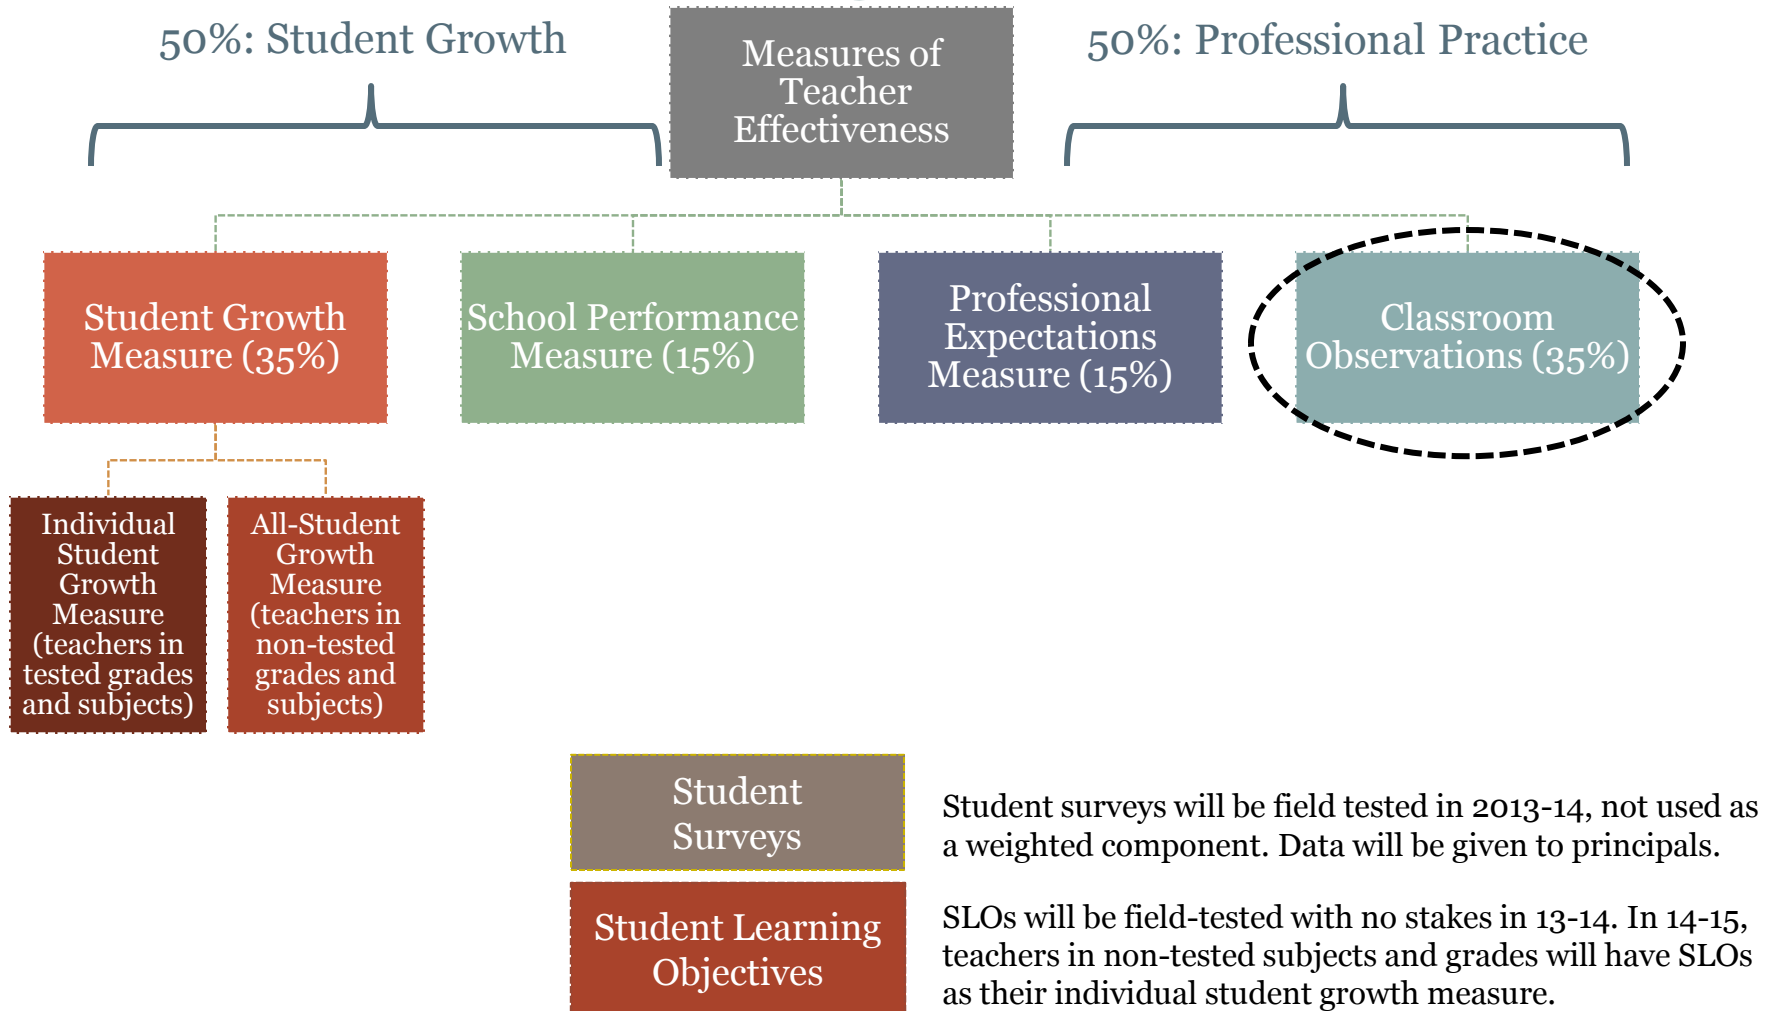 50%: Student Growth
Measures of
Teacher
Effectiveness
50%: Professional Practice
Student Growth
Measure (35%)
School Performance
Measure (15%)
Professional
Expectations
Measure (15%)
Classroom
Observations (35%)
Individual
Student
Growth
Measure
(teachers in
tested grades
and subjects)
All-Student
Growth
Measure
(teachers in
non-tested
grades and
subjects)
Student
Surveys
Student surveys will be field tested in 2013-14, not used as
a weighted component. Data will be given to principals.
Student Learning
Objectives
SLOs will be field-tested with no stakes in 13-14. In 14-15,
teachers in non-tested subjects and grades will have SLOs
as their individual student growth measure.